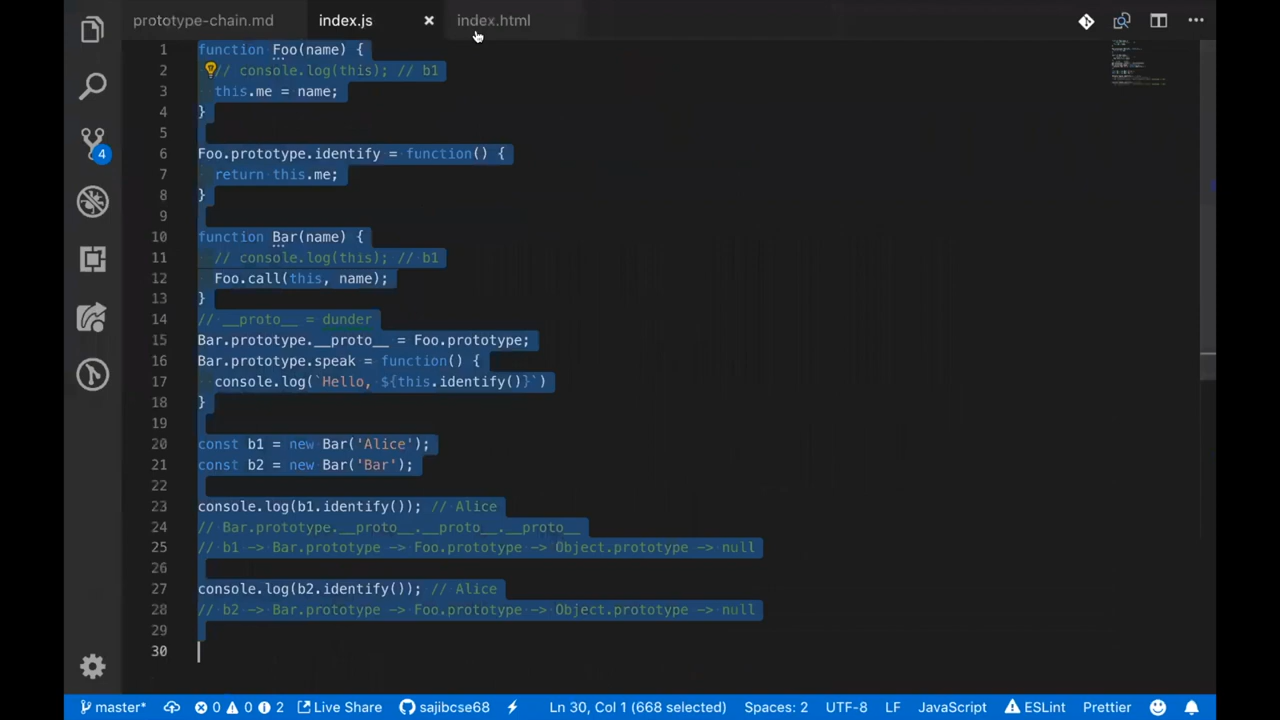 prototype-chain.md index.js × index.html
1 function Foo(name) {
2 // console.log(this); // b1
3 this.me = name;
4 }
5
6 Foo.prototype.identify = function() {
7 return this.me;
8 }
9
10 function Bar(name) {
11 // console.log(this); // b1
12 Foo.call(this, name);
13 }
14 // __proto__ = dunder
15 Bar.prototype.__proto__ = Foo.prototype;
16 Bar.prototype.speak = function() {
17 console.log(`Hello, ${this.identify()}`)
18 }
19
20 const b1 = new Bar('Alice');
21 const b2 = new Bar('Bar');
22
23 console.log(b1.identify()); // Alice
24 // Bar.prototype.__proto__.__proto__.__proto__
25 // b1 -> Bar.prototype -> Foo.prototype -> Object.prototype -> null
26
27 console.log(b2.identify()); // Alice
28 // b2 -> Bar.prototype -> Foo.prototype -> Object.prototype -> null
29
30
4
master* 0 0 2 Live Share sajibcse68 Ln 30, Col 1 (668 selected) Spaces: 2 UTF-8 LF JavaScript ESLint Prettier